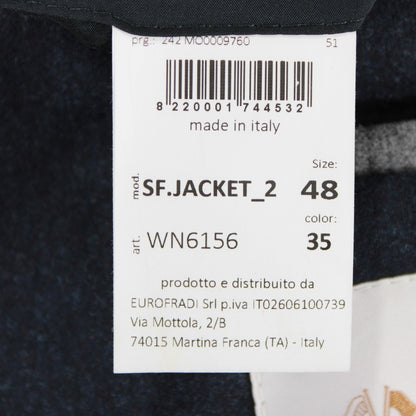 prg.: 242 MO0009760 51
8 220001 744532
made in italy
Size:
mod. SF.JACKET_2 48
color:
art. WN6156 35
prodotto e distribuito da
EUROFRADI Srl p.iva IT02606100739
Via Mottola, 2/B
74015 Martina Franca (TA) - Italy